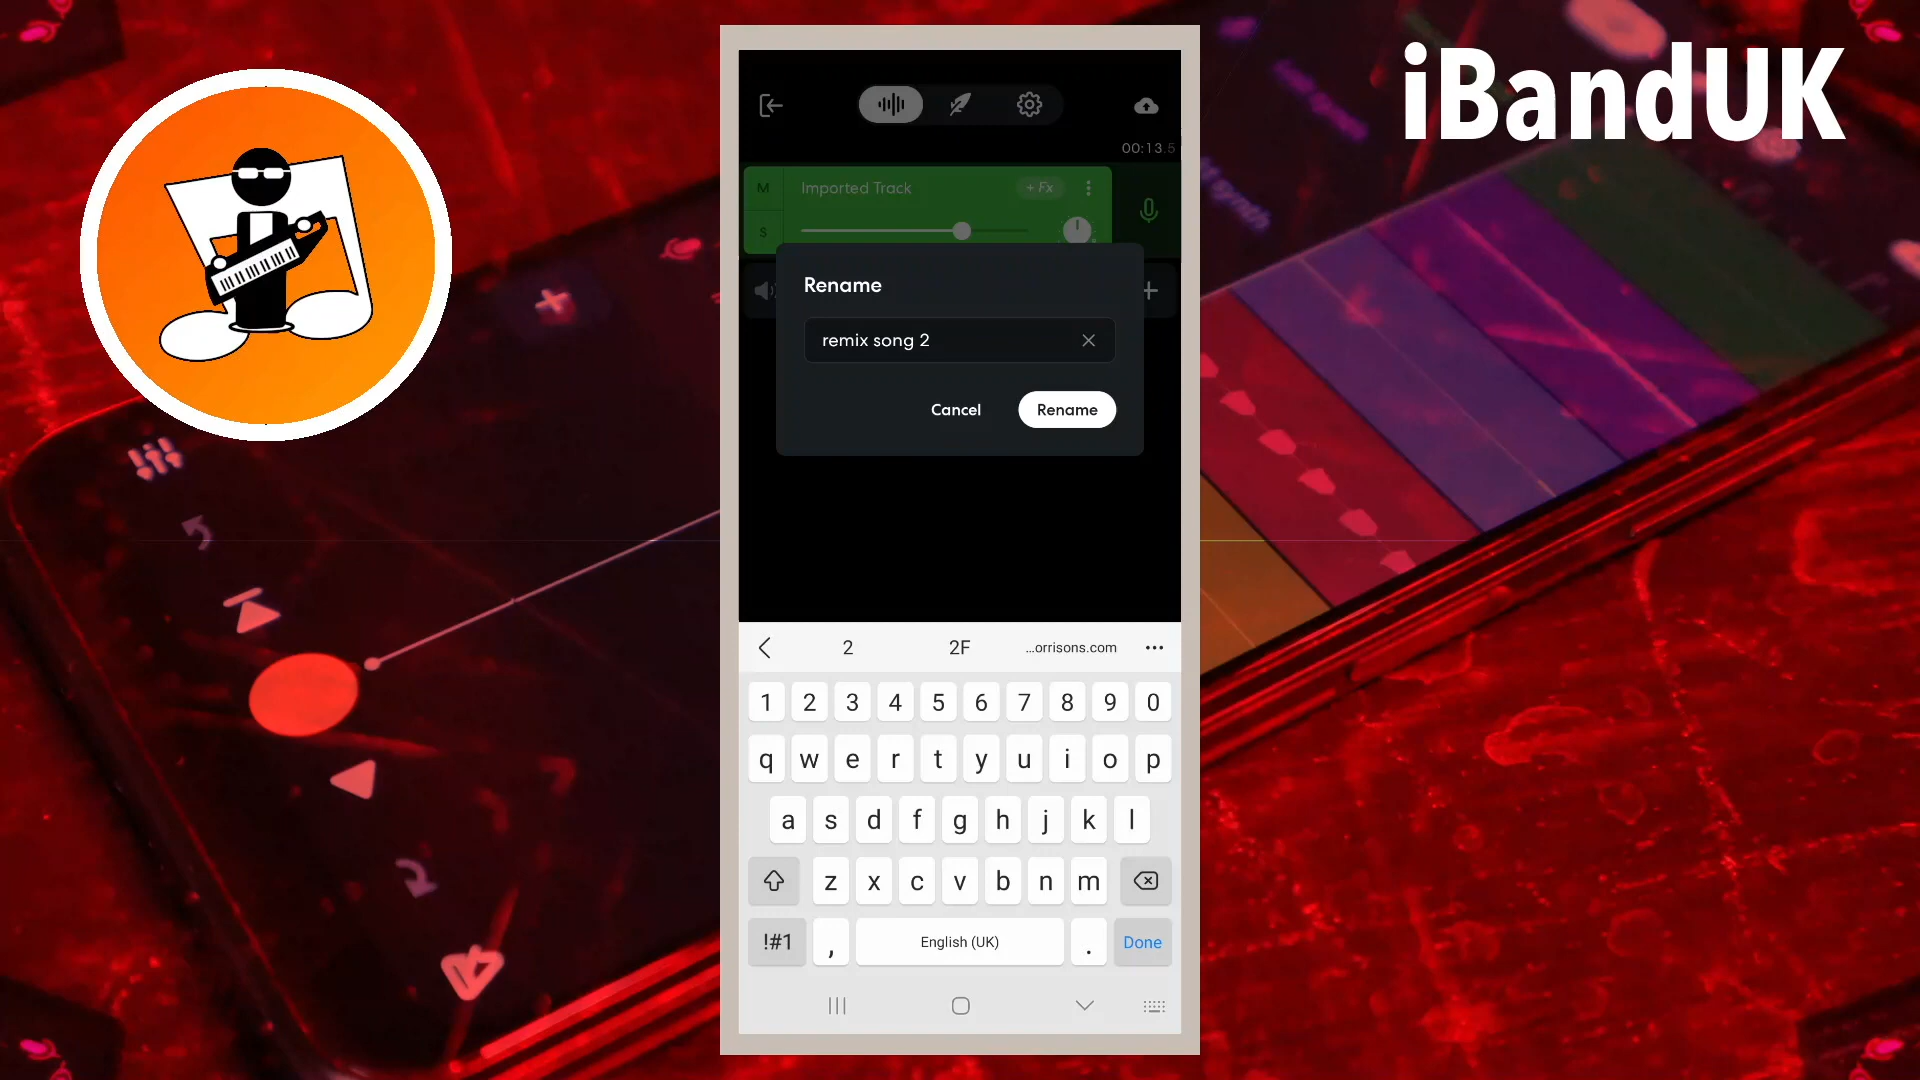 iBandUK
00:13.5
M
Imported Track
+ Fx
S
Rename
remix song 2
Cancel
Rename
2
2F
...orrisons.com
1 2 3 4 5 6 7 8 9 0
q w e r t y u i o p
a s d f g h j k l
z x c v b n m
!#1 , English (UK) . Done